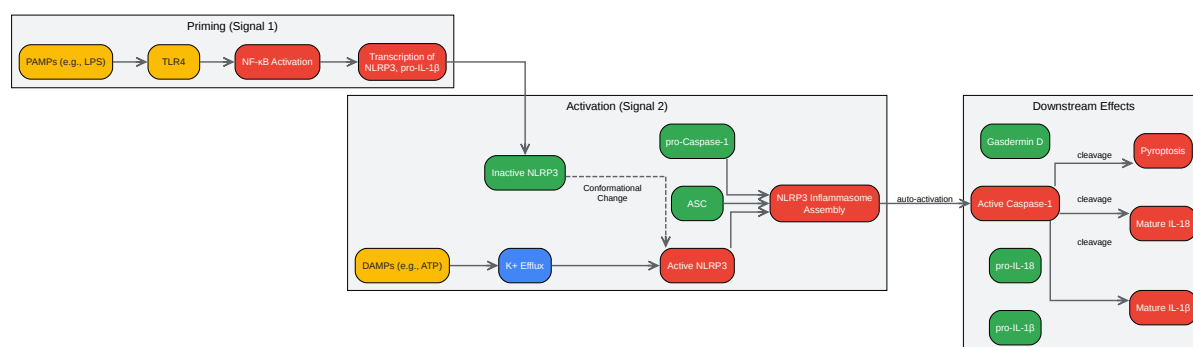 Priming (Signal 1)
PAMPs (e.g., LPS)
TLR4
NF-κB Activation
Transcription of
NLRP3, pro-IL-1β
Activation (Signal 2)
pro-Caspase-1
Inactive NLRP3
Conformational
Change
ASC
NLRP3 Inflammasome
Assembly
DAMPs (e.g., ATP)
K+ Efflux
Active NLRP3
auto-activation
Downstream Effects
Gasdermin D
cleavage
Pyroptosis
Active Caspase-1
cleavage
Mature IL-18
cleavage
pro-IL-18
Mature IL-1β
pro-IL-1β